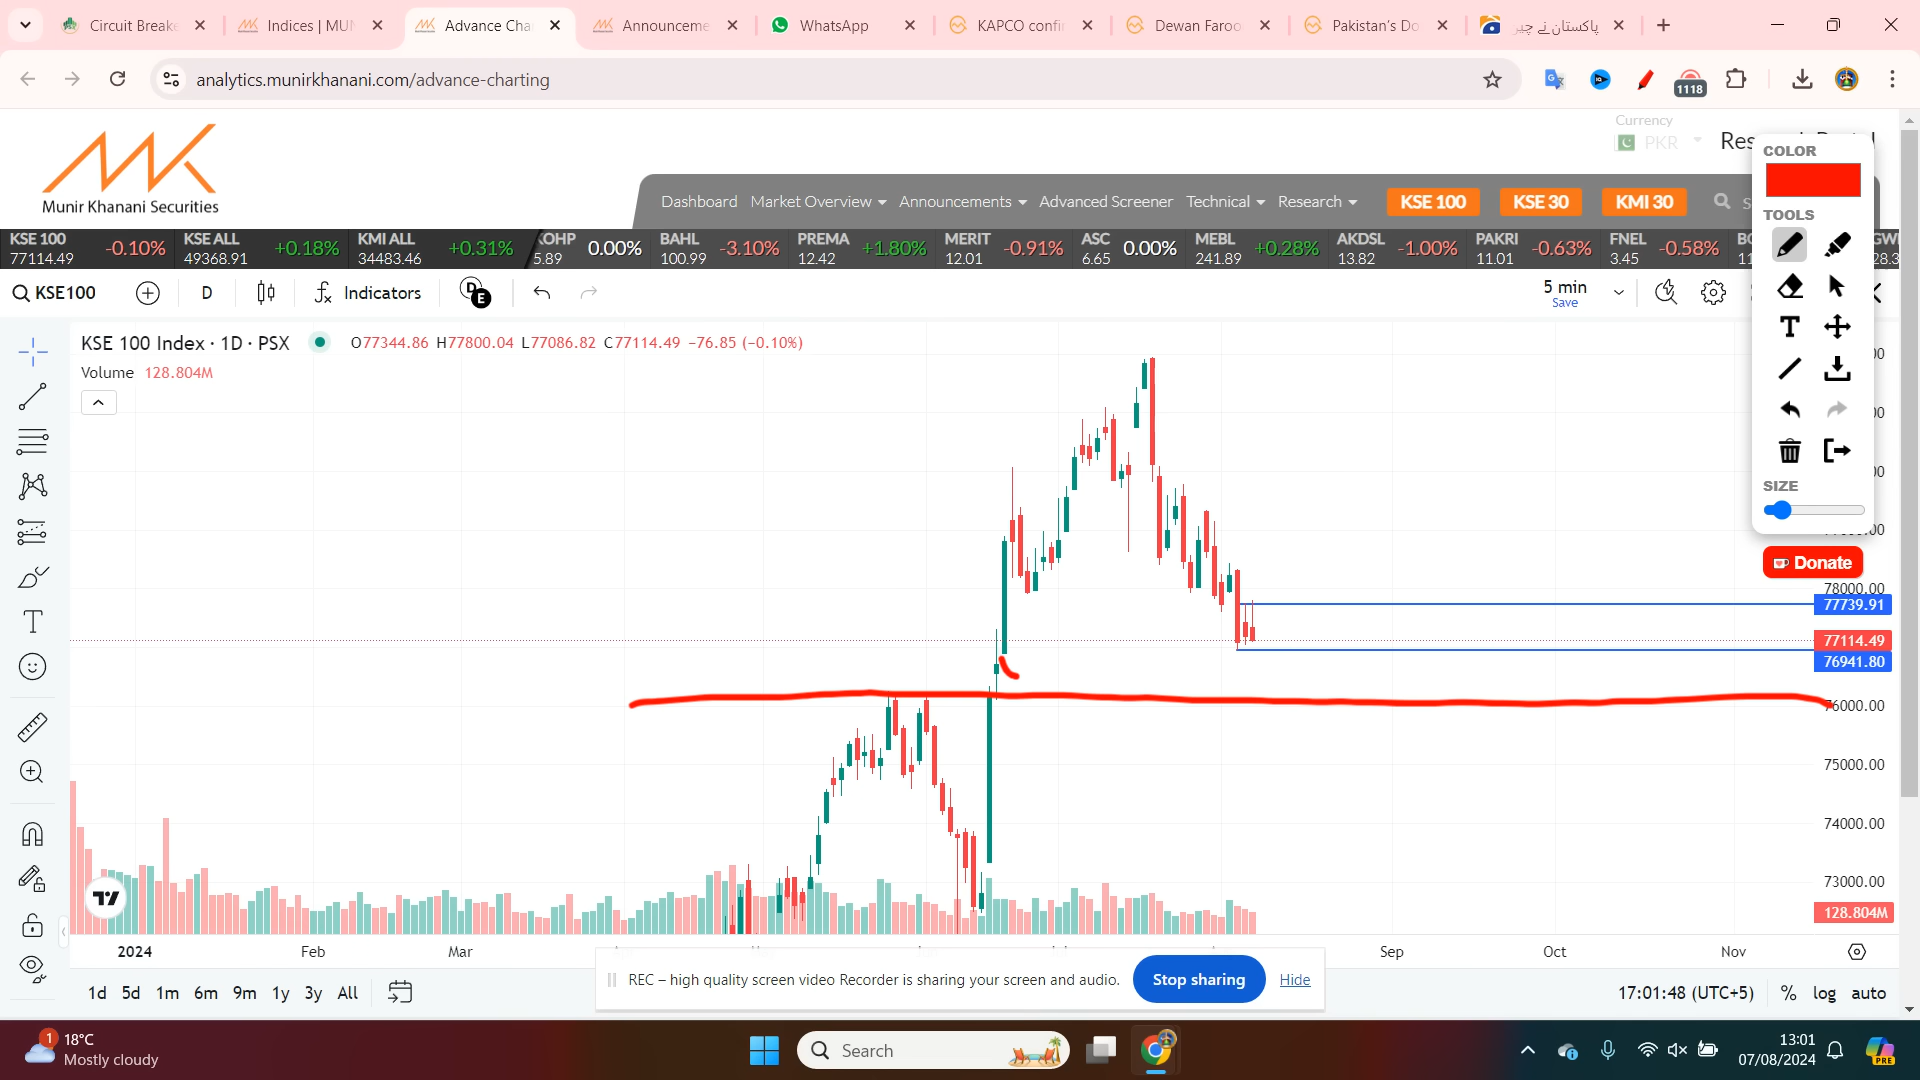 Circuit Breake
Indices | MUN
Advance Cha
Announceme
WhatsApp
KAPCO confi
Dewan Faroo
Pakistan's Do
پاکستان نے چیر
analytics.munirkhanani.com/advance-charting
1118
Munir Khanani Securities
Currency
PKR
COLOR
TOOLS
SIZE
Donate
Dashboard Market Overview Announcements Advanced Screener Technical Research KSE 100 KSE 30 KMI 30
KSE 100 77114.49 -0.10%
KSE ALL 49368.91 +0.18%
KMI ALL 34483.46 +0.31%
KOHP 5.89 0.00%
BAHL 100.99 -3.10%
PREMA 12.42 +1.80%
MERIT 12.01 -0.91%
ASC 6.65 0.00%
MEBL 241.89 +0.28%
AKDSL 13.82 -1.00%
PAKRI 11.01 -0.63%
FNEL 3.45 -0.58%
KSE100 D Indicators D E 5 min
Save
KSE 100 Index · 1D · PSX O77344.86 H77800.04 L77086.82 C77114.49 -76.85 (-0.10%)
Volume 128.804M
78000.00
77739.91
77114.49
76941.80
76000.00
75000.00
74000.00
73000.00
128.804M
2024 Feb Mar Sep Oct Nov
REC – high quality screen video Recorder is sharing your screen and audio. Stop sharing Hide
1d 5d 1m 6m 9m 1y 3y All 17:01:48 (UTC+5) % log auto
1
18°C
Mostly cloudy
Search
13:01
07/08/2024
PRE